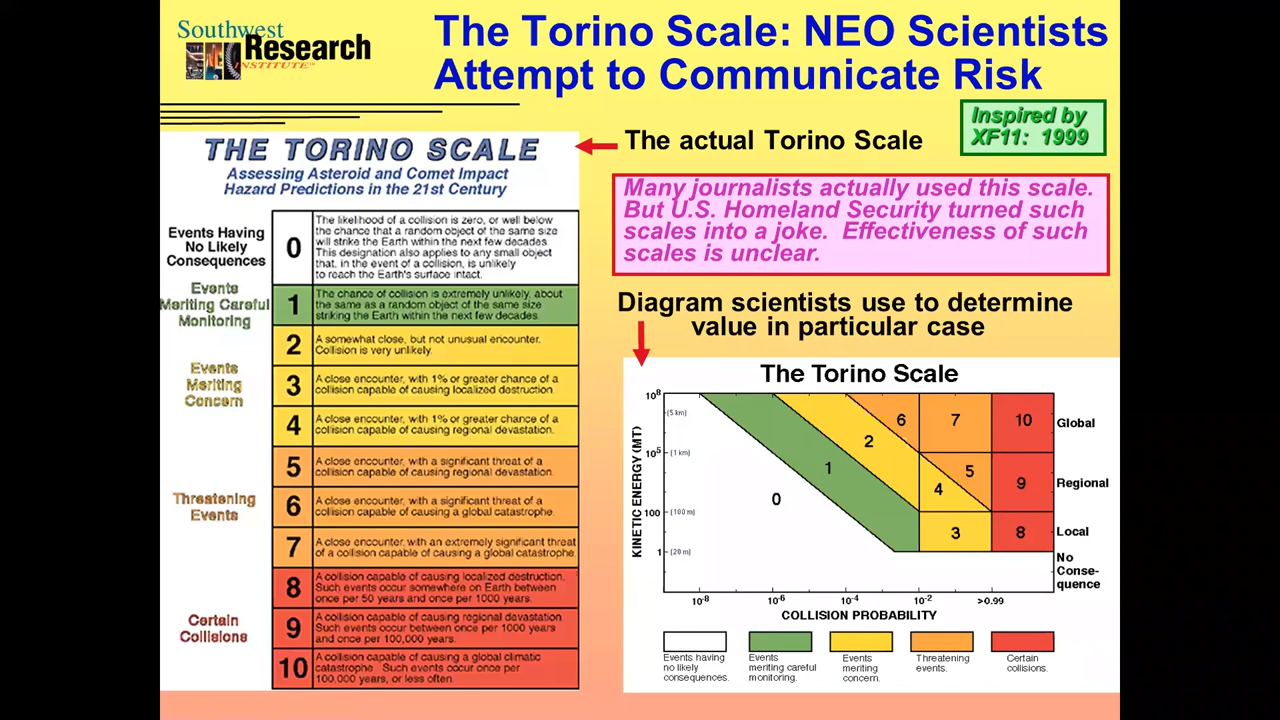 Southwest
Research
INSTITUTE
The Torino Scale: NEO Scientists
Attempt to Communicate Risk
Inspired by
XF11: 1999
THE TORINO SCALE
Assessing Asteroid and Comet Impact
Hazard Predictions in the 21st Century
Events Having
No Likely
Consequences
0
The likelihood of a collision is zero, or well below
the chance that a random object of the same size
will strike the Earth within the next few decades.
This designation also applies to any small object
that, in the event of a collision, is unlikely
to reach the Earth's surface intact.
Events
Meriting Careful
Monitoring
1
The chance of collision is extremely unlikely, about
the same as a random object of the same size
striking the Earth within the next few decades.
Events
Meriting
Concern
2
A somewhat close, but not unusual encounter.
Collision is very unlikely.
3
A close encounter, with 1% or greater chance of a
collision capable of causing localized destruction.
4
A close encounter, with 1% or greater chance of a
collision capable of causing regional devastation.
Threatening
Events
5
A close encounter, with a significant threat of a
collision capable of causing regional devastation.
6
A close encounter, with a significant threat of a
collision capable of causing a global catastrophe.
7
A close encounter, with an extremely significant threat
of a collision capable of causing a global catastrophe.
Certain
Collisions
8
A collision capable of causing localized destruction.
Such events occur somewhere on Earth between
once per 50 years and once per 1000 years.
9
A collision capable of causing regional devastation.
Such events occur between once per 1000 years
and once per 100,000 years.
10
A collision capable of causing a global climatic
catastrophe. Such events occur once per
100,000 years, or less often.
The actual Torino Scale
Many journalists actually used this scale.
But U.S. Homeland Security turned such
scales into a joke. Effectiveness of such
scales is unclear.
Diagram scientists use to determine
value in particular case
The Torino Scale
KINETIC ENERGY (MT)
10⁸
(5 km)
10⁵
(1 km)
100
(100 m)
1
(20 m)
0
1
2
3
4
5
6
7
8
9
10
Global
Regional
Local
No
Conse-
quence
10⁻⁸ 10⁻⁶ 10⁻⁴ 10⁻² >0.99
COLLISION PROBABILITY
Events having
no likely
consequences.
Events
meriting careful
monitoring.
Events
meriting
concern.
Threatening
events.
Certain
collisions.